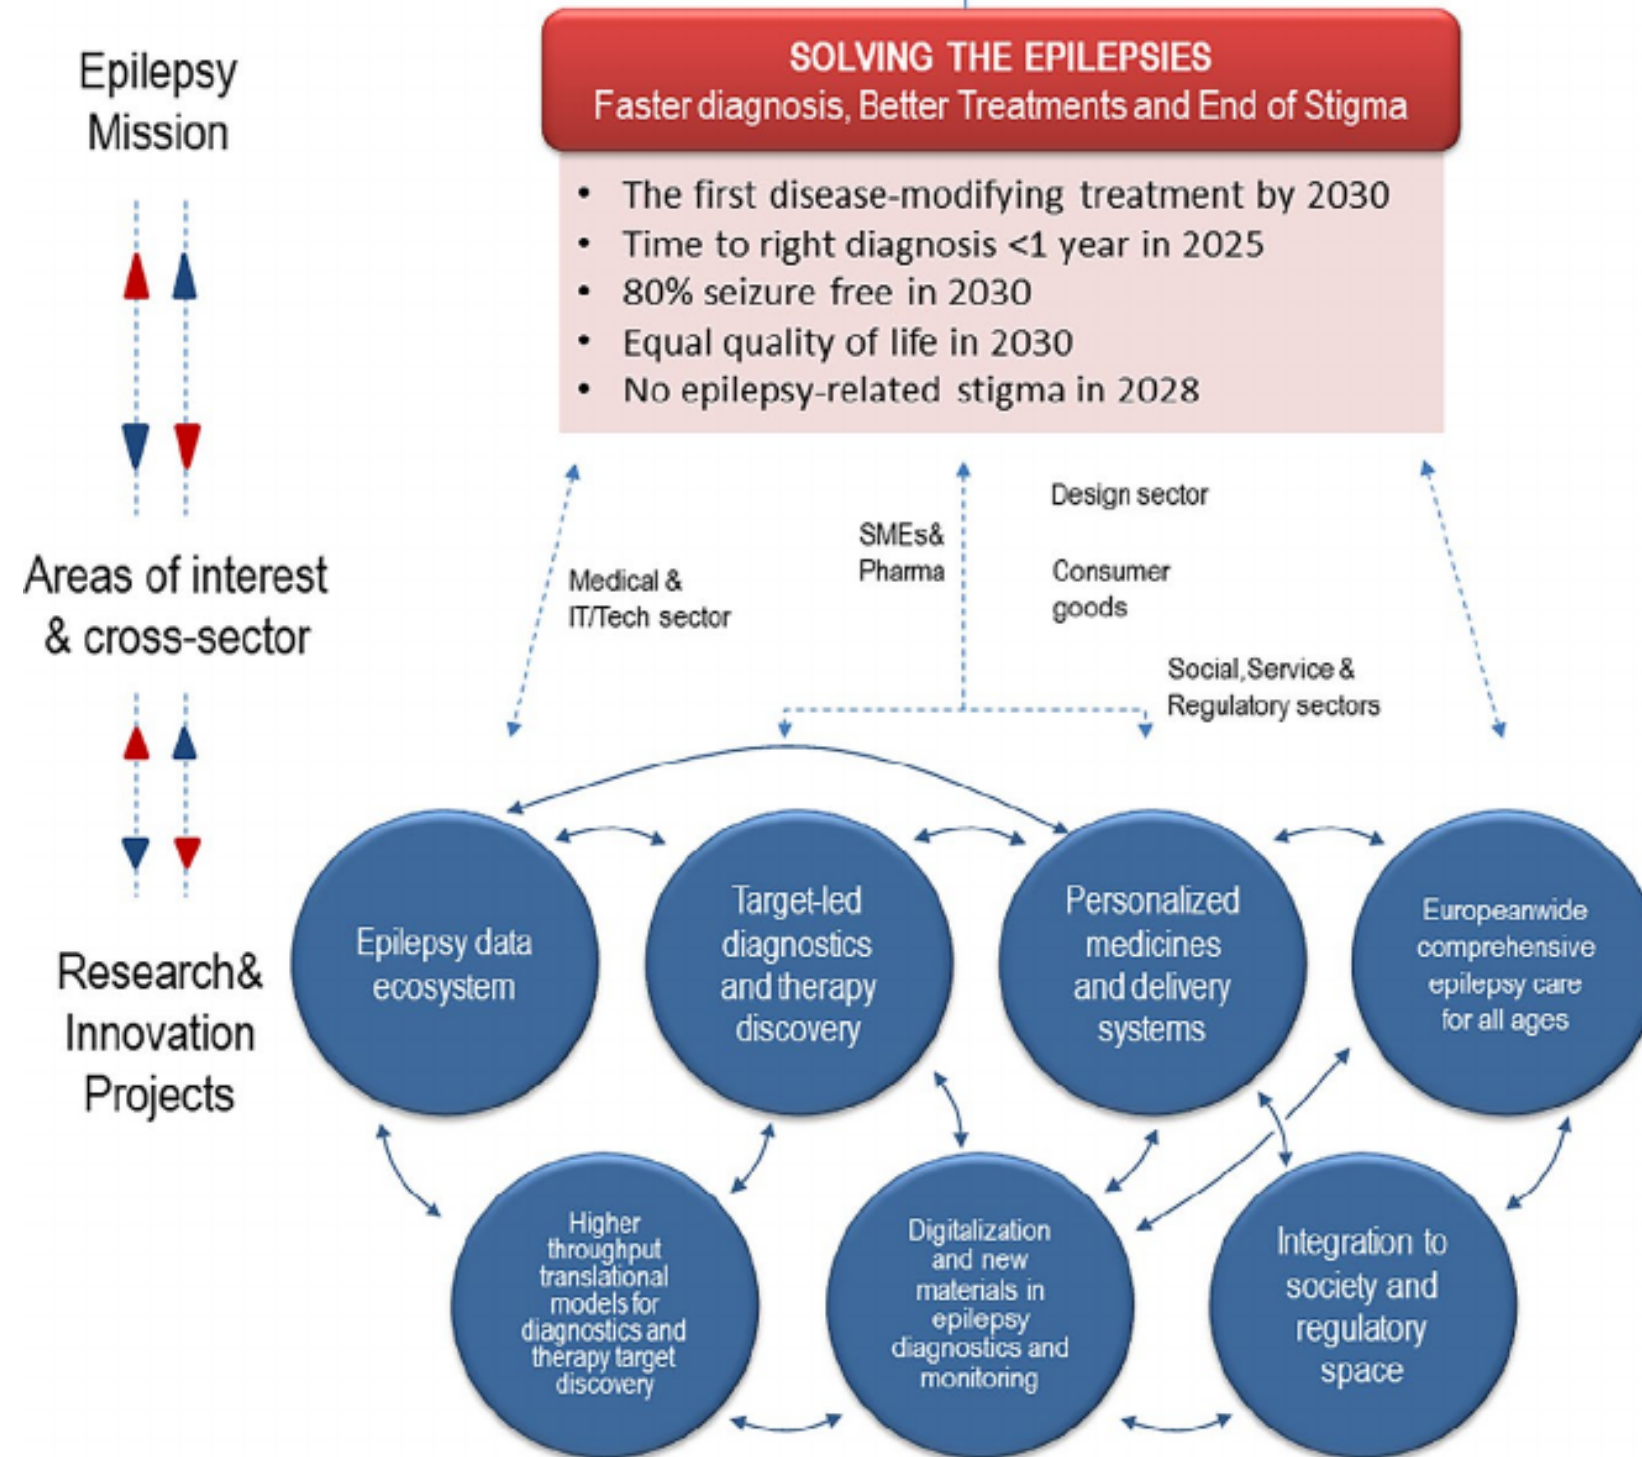 Epilepsy
Mission
SOLVING THE EPILEPSIES
Faster diagnosis, Better Treatments and End of Stigma
• The first disease-modifying treatment by 2030
• Time to right diagnosis <1 year in 2025
• 80% seizure free in 2030
• Equal quality of life in 2030
• No epilepsy-related stigma in 2028
Areas of interest
& cross-sector
Medical &
IT/Tech sector
SMEs&
Pharma
Design sector
Consumer
goods
Social,Service &
Regulatory sectors
Research&
Innovation
Projects
Epilepsy data
ecosystem
Target-led
diagnostics
and therapy
discovery
Personalized
medicines
and delivery
systems
Europeanwide
comprehensive
epilepsy care
for all ages
Higher
throughput
translational
models for
diagnostics and
therapy target
discovery
Digitalization
and new
materials in
epilepsy
diagnostics and
monitoring
Integration to
society and
regulatory
space